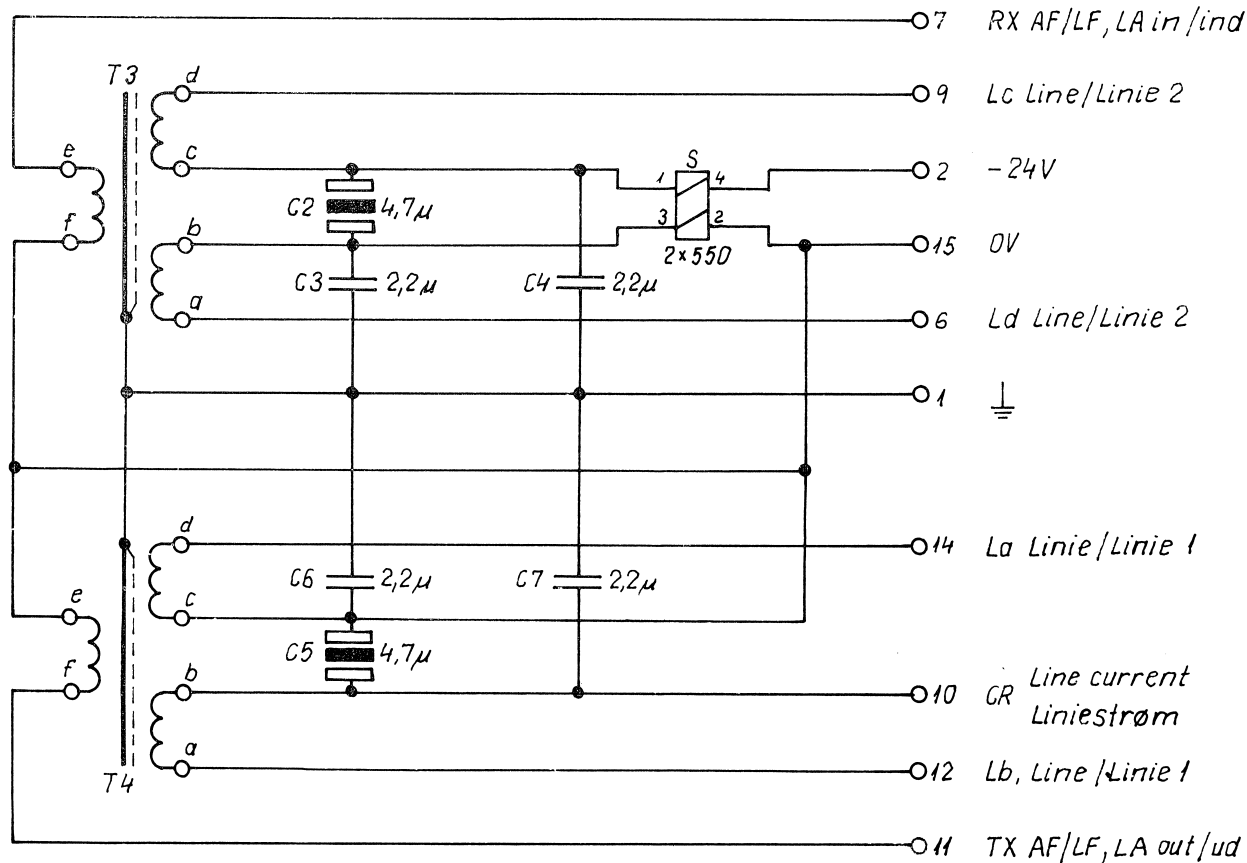 7 RX AF/LF, LA in/ind
T3
d
9 Lc Line/Linie 2
e
c
S
1 4
2 -24V
C2 4,7µ
f
b
3 2
15 0V
2×550
C3 2,2µ
C4 2,2µ
a
6 Ld Line/Linie 2
1
d
14 La Linie/Linie 1
C6 2,2µ
C7 2,2µ
e
c
C5 4,7µ
f
b
10 CR Line current
Liniestrøm
a
12 Lb, Line/Linie 1
T4
11 TX AF/LF, LA out/ud